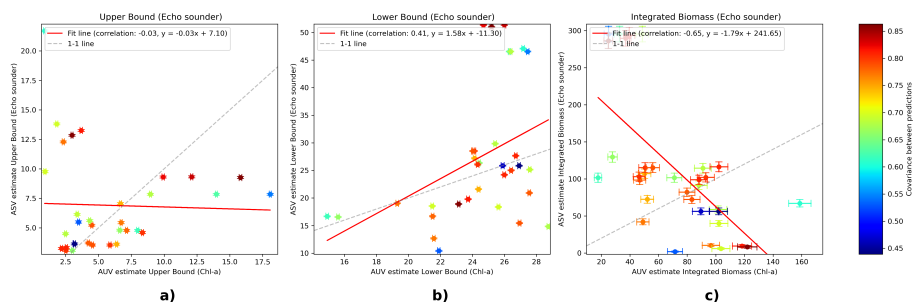 Upper Bound (Echo sounder)
Fit line (correlation: -0.03, y = -0.03x + 7.10)
1-1 line
20.0
17.5
15.0
12.5
10.0
7.5
5.0
2.5
5.0
7.5
10.0
12.5
15.0
17.5
ASV estimate Upper Bound (Echo sounder)
AUV estimate Upper Bound (Chl-a)
a)
Lower Bound (Echo sounder)
Fit line (correlation: 0.41, y = 1.58x + -11.30)
1-1 line
50
45
40
35
30
25
20
15
10
14
16
18
20
22
24
26
28
ASV estimate Lower Bound (Echo sounder)
AUV estimate Lower Bound (Chl-a)
b)
Integrated Biomass (Echo sounder)
Fit line (correlation: -0.65, y = -1.79x + 241.65)
1-1 line
300
250
200
150
100
50
0
20
40
60
80
100
120
140
160
ASV estimate Integrated Biomass (Echo sounder)
AUV estimate Integrated Biomass (Chl-a)
c)
0.85
0.80
0.75
0.70
0.65
0.60
0.55
0.50
0.45
Covariance between predictions